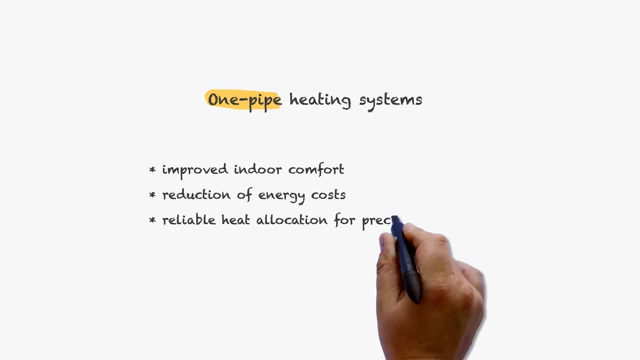 One-pipe heating systems
* improved indoor comfort
* reduction of energy costs
* reliable heat allocation for prec